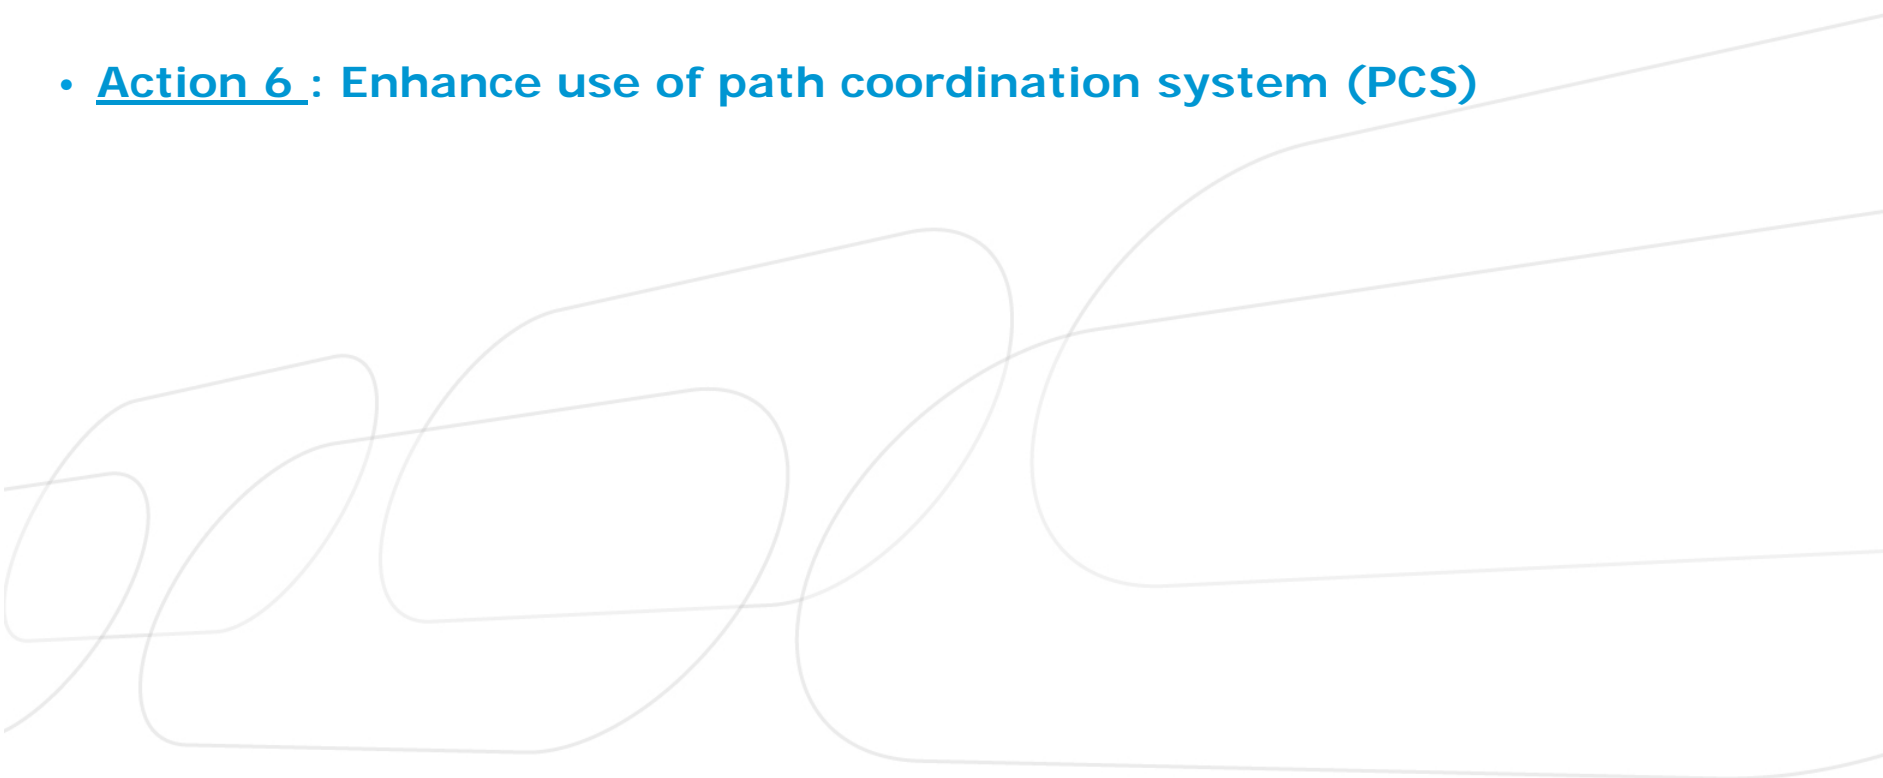 • Action 6 : Enhance use of path coordination system (PCS)